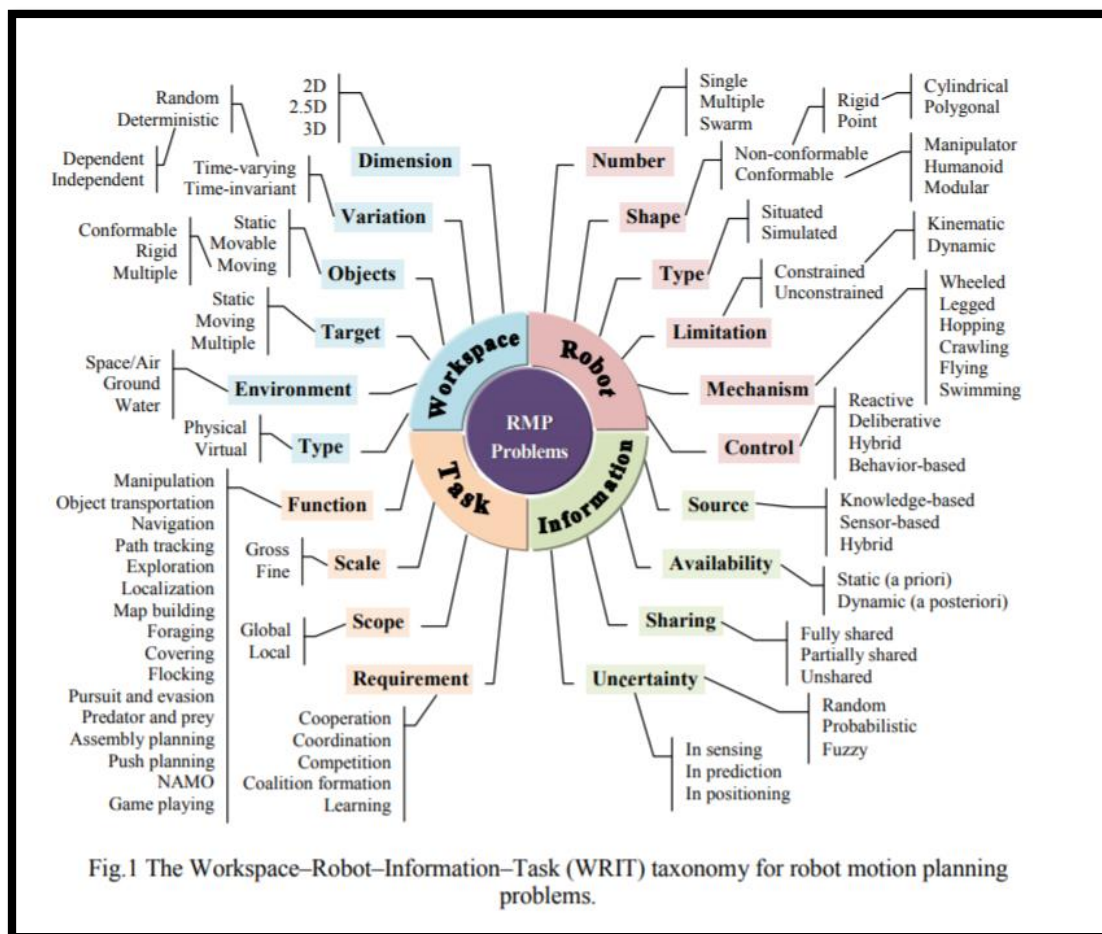 2D
2.5D
3D
Dimension
Random
Deterministic
Dependent
Independent
Time-varying
Time-invariant
Variation
Conformable
Rigid
Multiple
Static
Movable
Moving
Objects
Static
Moving
Multiple
Target
Space/Air
Ground
Water
Environment
Physical
Virtual
Type
Workspace
Single
Multiple
Swarm
Number
Rigid
Point
Cylindrical
Polygonal
Non-conformable
Conformable
Manipulator
Humanoid
Modular
Shape
Situated
Simulated
Type
Kinematic
Dynamic
Constrained
Unconstrained
Limitation
Wheeled
Legged
Hopping
Crawling
Flying
Swimming
Mechanism
Reactive
Deliberative
Hybrid
Behavior-based
Control
Robot
RMP
Problems
Task
Function
Manipulation
Object transportation
Navigation
Path tracking
Exploration
Localization
Map building
Foraging
Covering
Flocking
Pursuit and evasion
Predator and prey
Assembly planning
Push planning
NAMO
Game playing
Gross
Fine
Scale
Global
Local
Scope
Requirement
Cooperation
Coordination
Competition
Coalition formation
Learning
Information
Source
Knowledge-based
Sensor-based
Hybrid
Availability
Static (a priori)
Dynamic (a posteriori)
Sharing
Fully shared
Partially shared
Unshared
Uncertainty
Random
Probabilistic
Fuzzy
In sensing
In prediction
In positioning
Fig.1 The Workspace–Robot–Information–Task (WRIT) taxonomy for robot motion planning
problems.